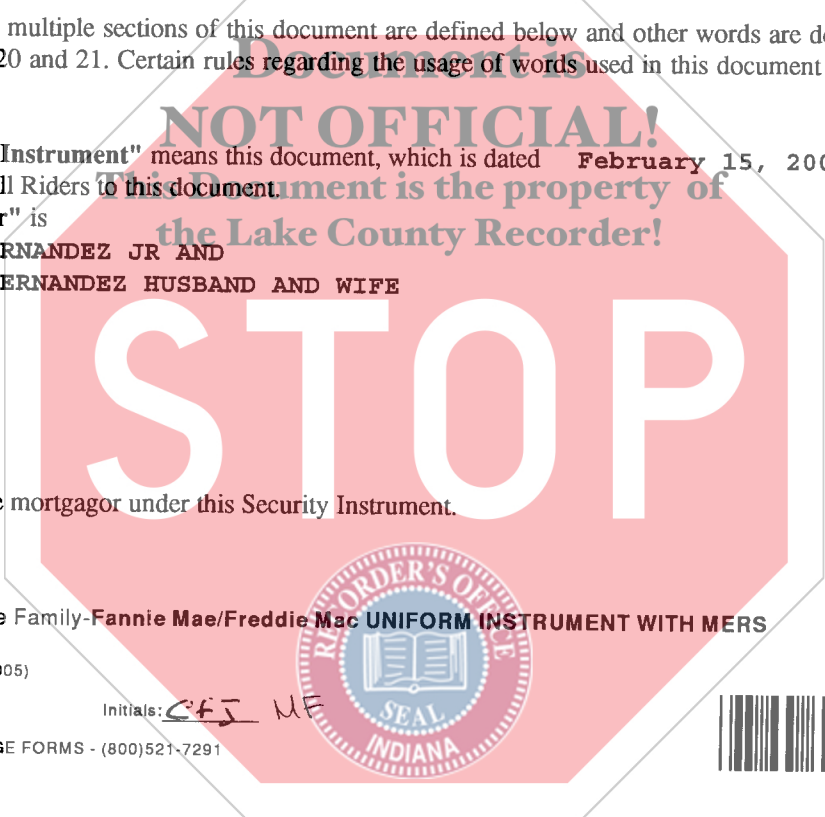 multiple sections of this document are defined below and other words are de
20 and 21. Certain rules regarding the usage of words used in this document
Document is
NOT OFFICIAL!
Instrument" means this document, which is dated February 15, 200
ll Riders to this document.
This Document is the property of
the Lake County Recorder!
r" is
RNANDEZ JR AND
ERNANDEZ HUSBAND AND WIFE
STOP
e mortgagor under this Security Instrument.
e Family-Fannie Mae/Freddie Mac UNIFORM INSTRUMENT WITH MERS
005)
Initials: CFJ MF
GE FORMS - (800)521-7291
RECORDER'S OFFICE
SEAL
INDIANA